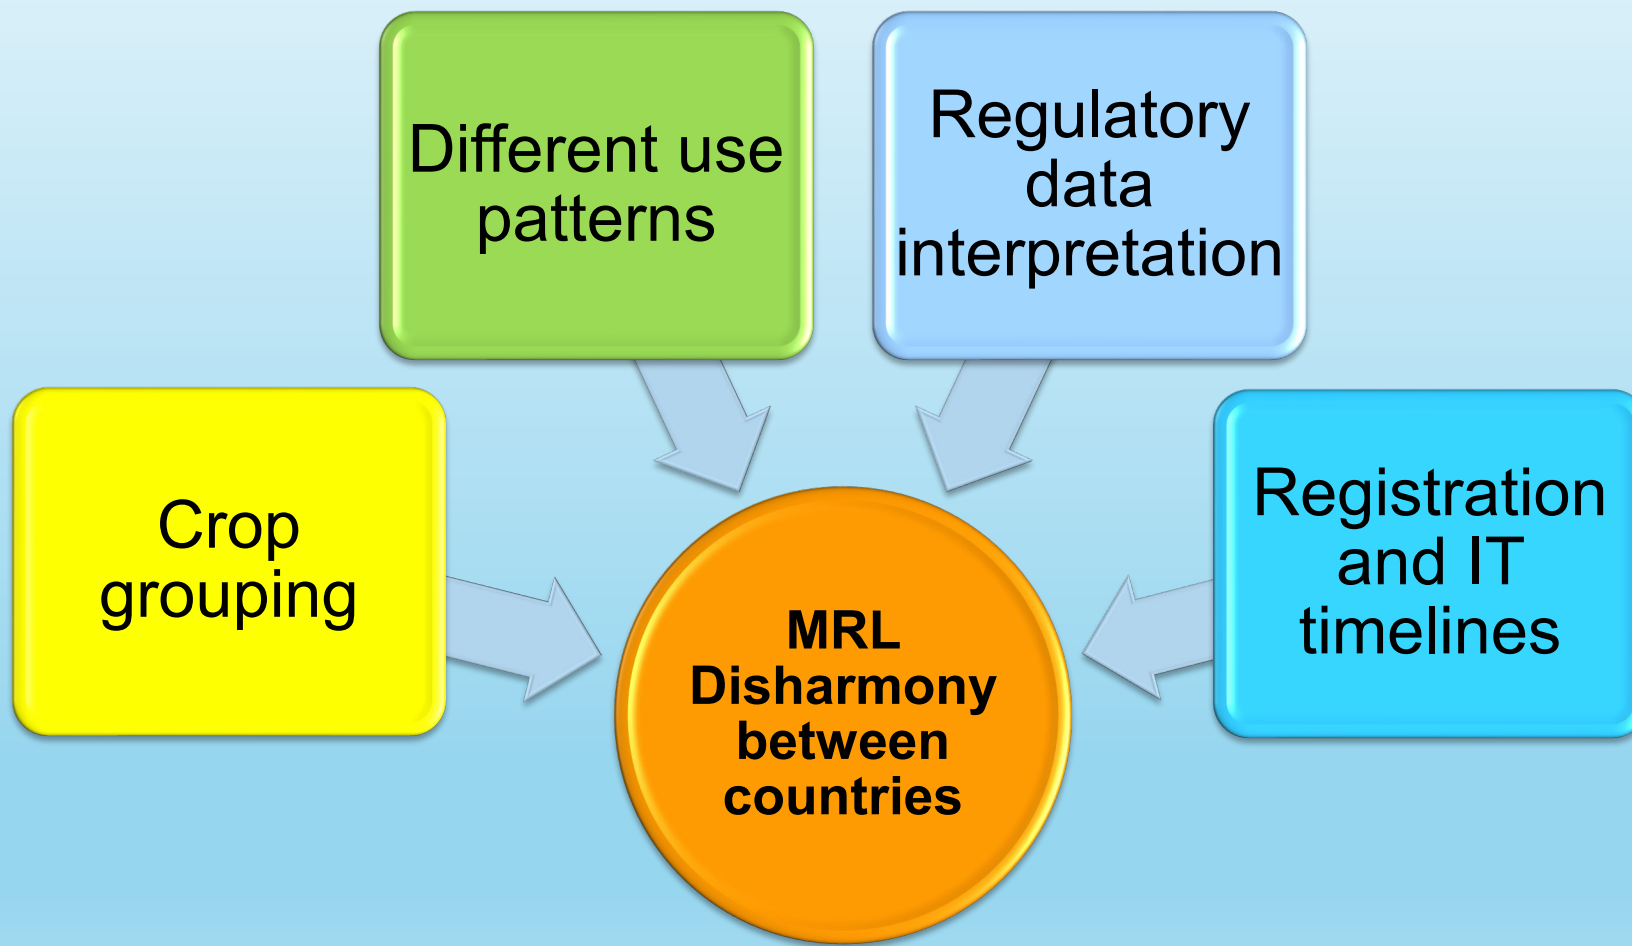 Different use
patterns
Regulatory
data
interpretation
Crop
grouping
Registration
and IT
timelines
MRL
Disharmony
between
countries